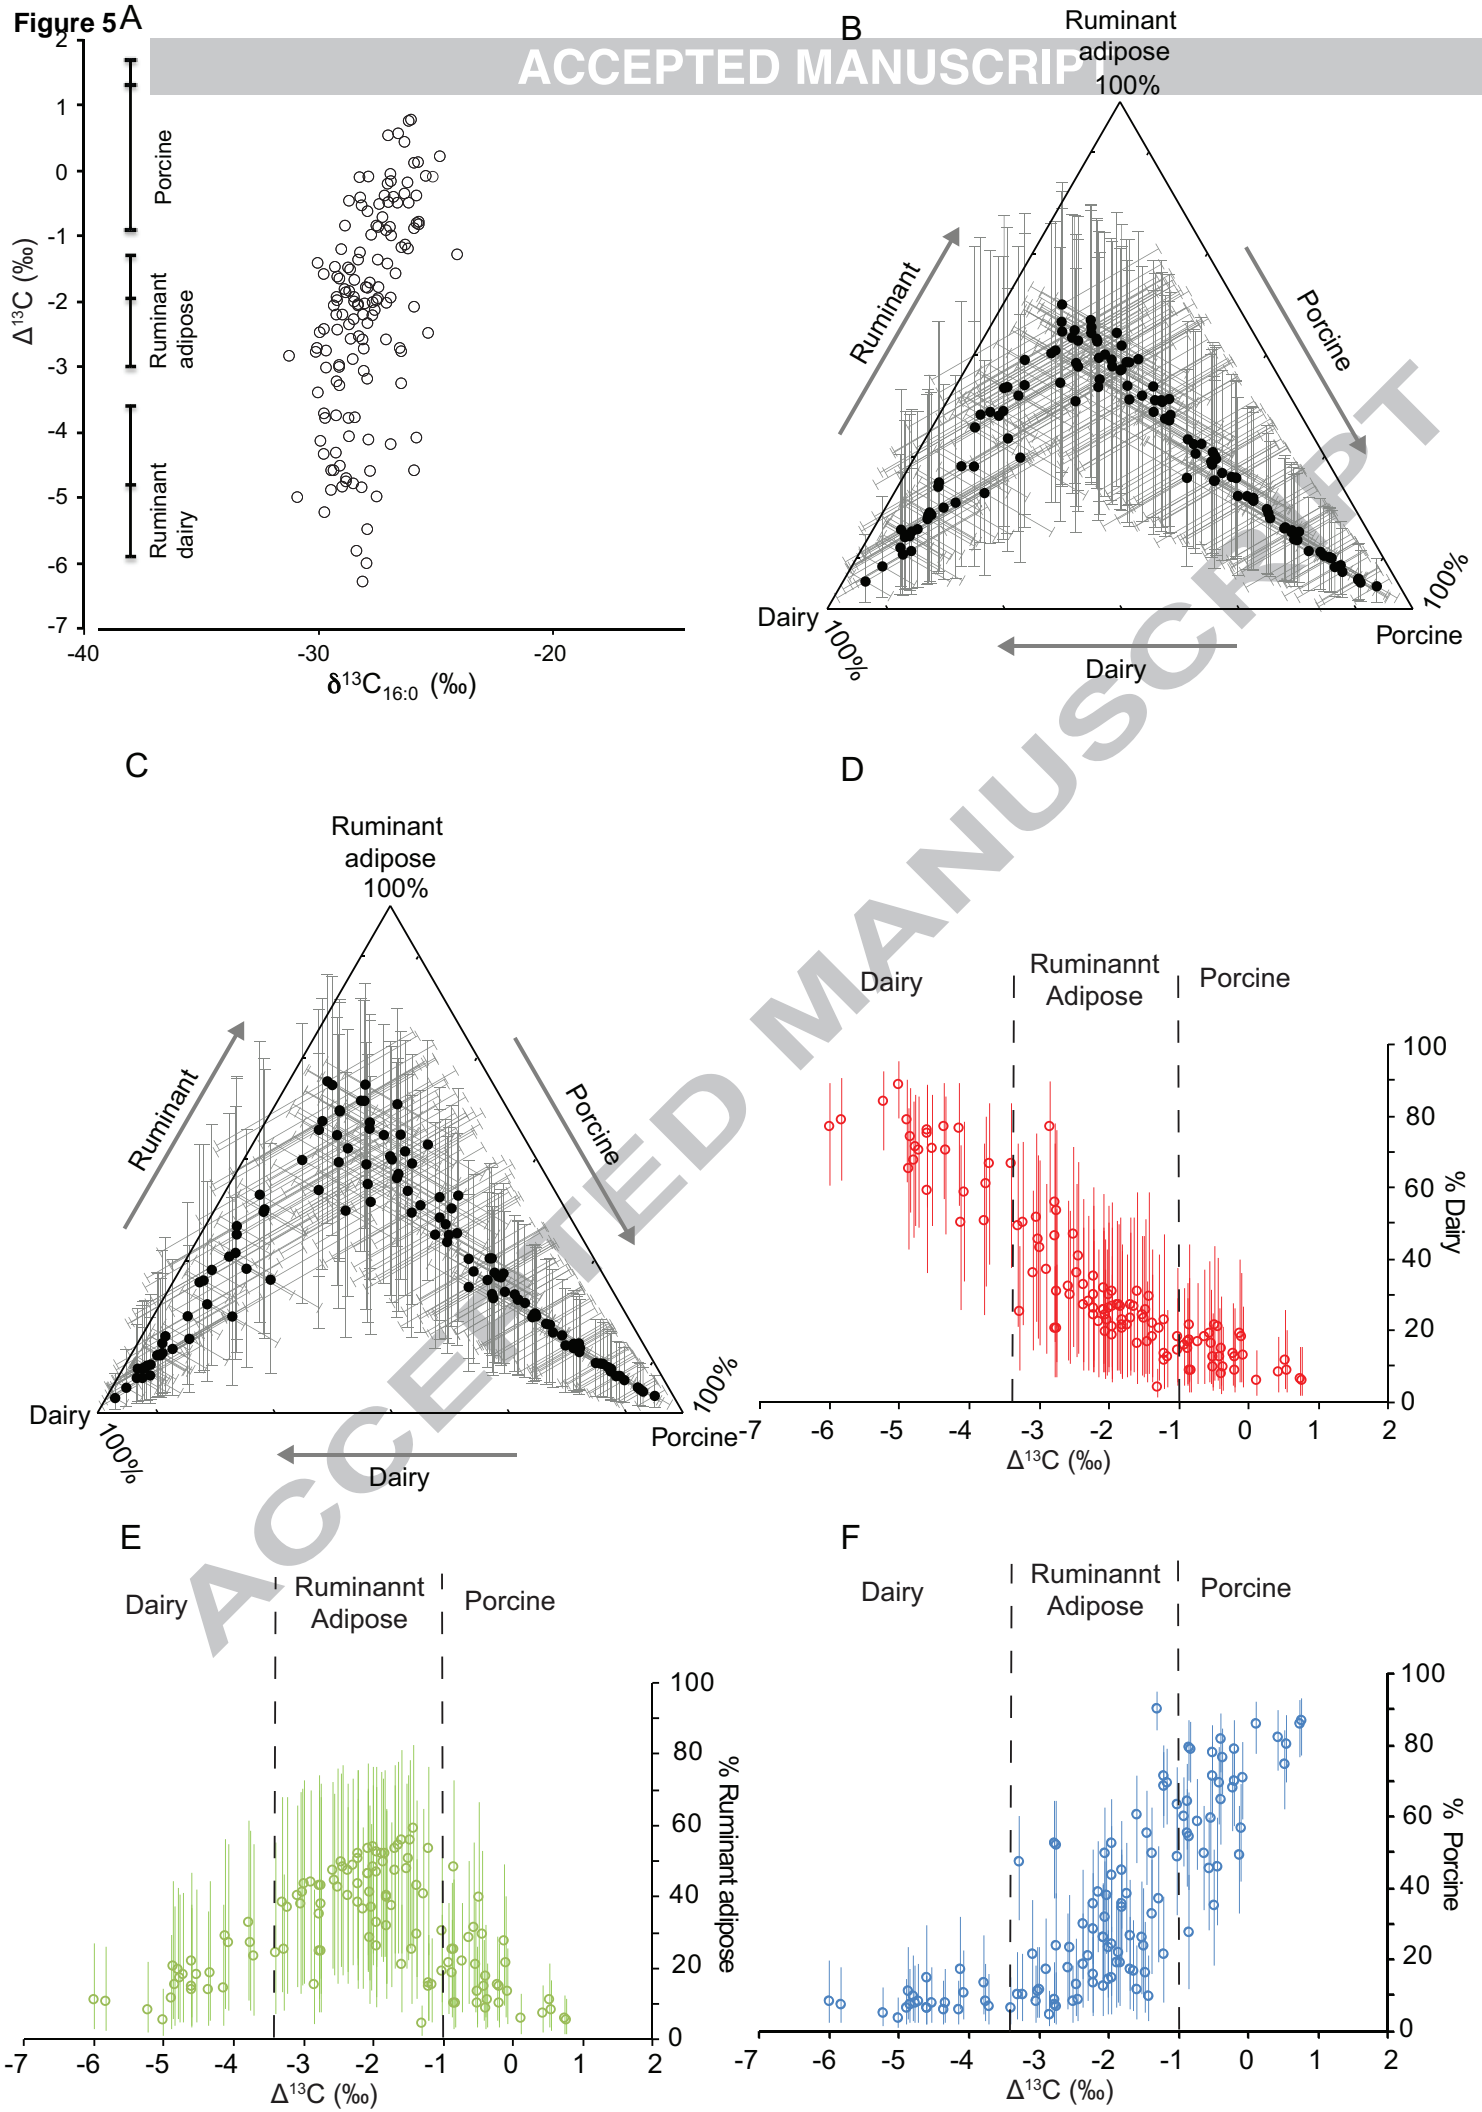 Figure 5
A
ACCEPTED MANUSCRIPT
2
1
0
-1
-2
-3
-4
-5
-6
-7
-40
-30
-20
Δ¹³C (‰)
δ¹³C₁₆:₀ (‰)
Porcine
Ruminant
adipose
Ruminant
dairy
B
Ruminant
adipose
100%
Ruminant
Porcine
Dairy
100%
100%
Porcine
Dairy
C
Ruminant
adipose
100%
Ruminant
Porcine
Dairy
100%
100%
Porcine
Dairy
D
Dairy
Ruminannt
Adipose
Porcine
100
80
60
40
20
0
% Dairy
-7
-6
-5
-4
-3
-2
-1
0
1
2
Δ¹³C (‰)
E
Dairy
Ruminannt
Adipose
Porcine
100
80
60
40
20
0
% Ruminant adipose
-7
-6
-5
-4
-3
-2
-1
0
1
2
Δ¹³C (‰)
F
Dairy
Ruminannt
Adipose
Porcine
100
80
60
40
20
0
% Porcine
-7
-6
-5
-4
-3
-2
-1
0
1
2
Δ¹³C (‰)
ACCEPTED MANUSCRIPT